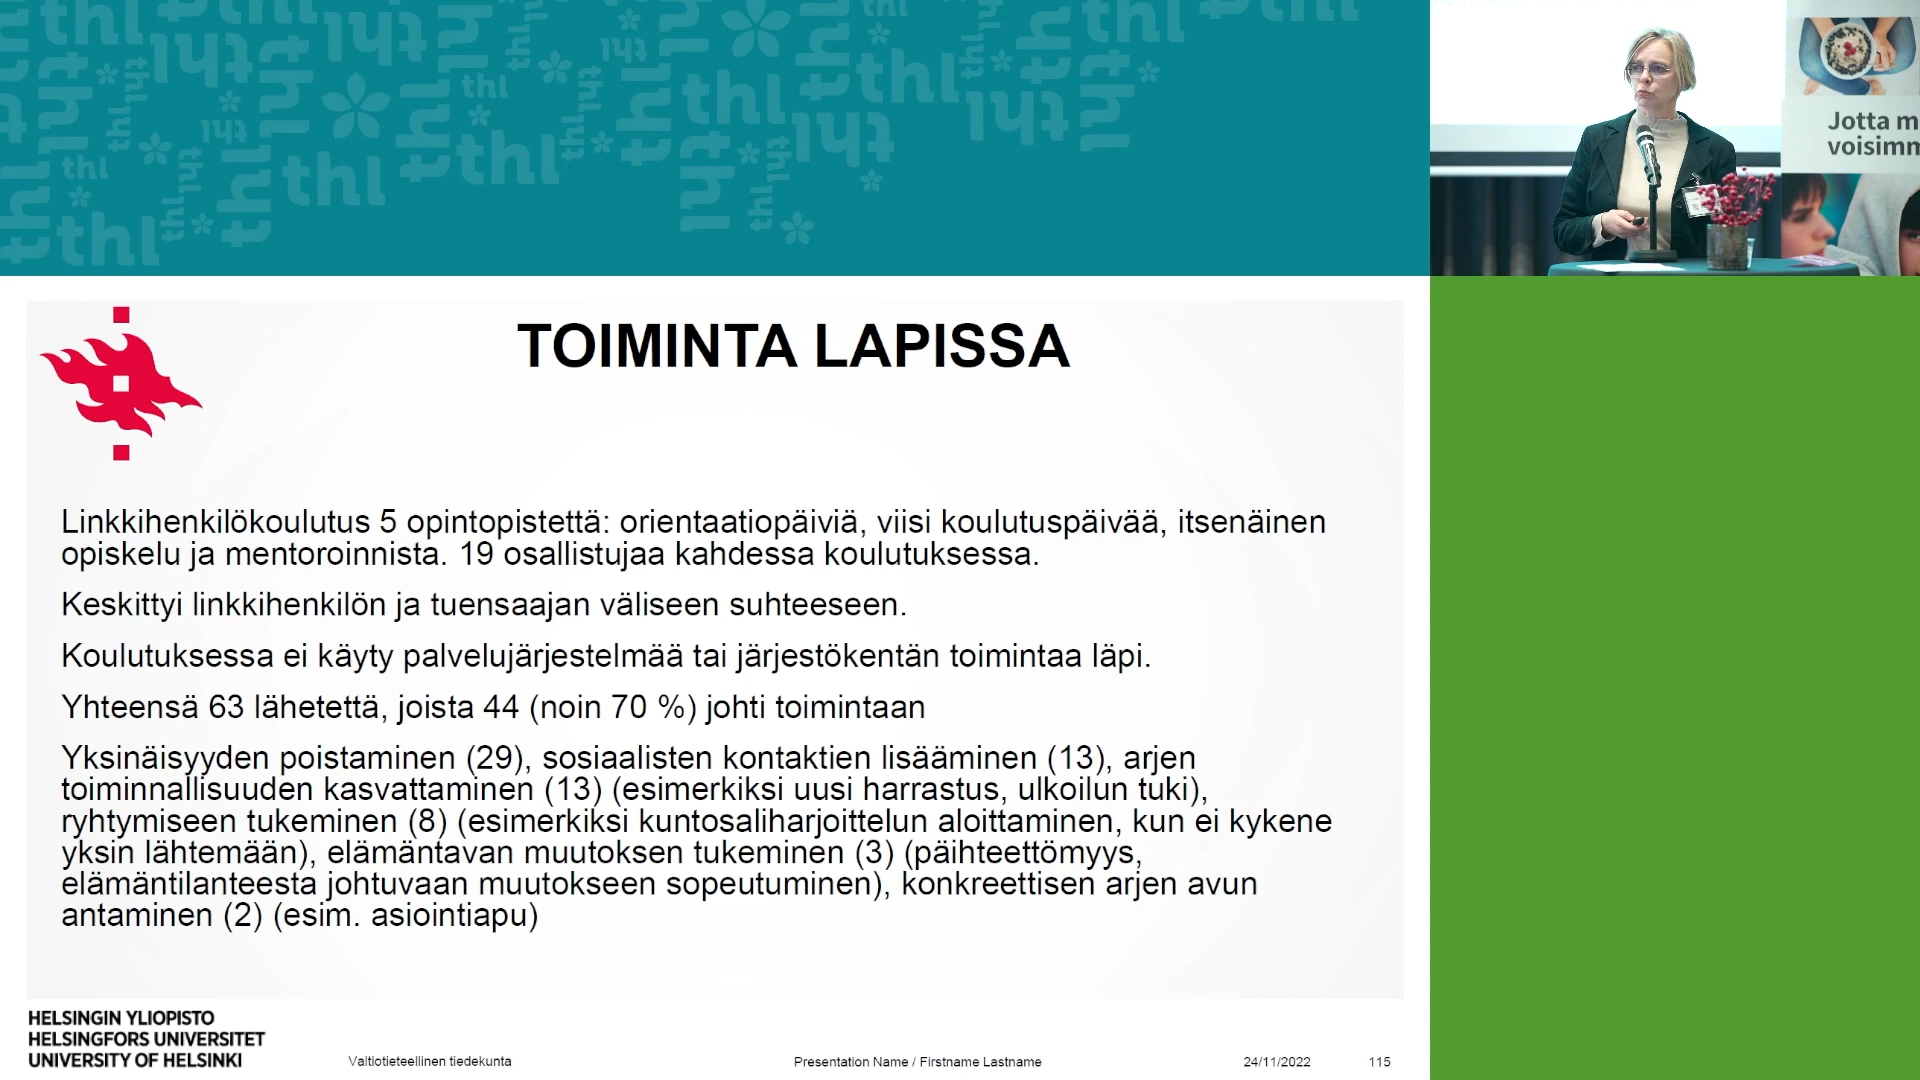 thl
Jotta m
voisimm
TOIMINTA LAPISSA
Linkkihenkilökoulutus 5 opintopistettä: orientaatiopäiviä, viisi koulutuspäivää, itsenäinen
opiskelu ja mentoroinnista. 19 osallistujaa kahdessa koulutuksessa.
Keskittyi linkkihenkilön ja tuensaajan väliseen suhteeseen.
Koulutuksessa ei käyty palvelujärjestelmää tai järjestökentän toimintaa läpi.
Yhteensä 63 lähetettä, joista 44 (noin 70 %) johti toimintaan
Yksinäisyyden poistaminen (29), sosiaalisten kontaktien lisääminen (13), arjen
toiminnallisuuden kasvattaminen (13) (esimerkiksi uusi harrastus, ulkoilun tuki),
ryhtymiseen tukeminen (8) (esimerkiksi kuntosaliharjoittelun aloittaminen, kun ei kykene
yksin lähtemään), elämäntavan muutoksen tukeminen (3) (päihteettömyys,
elämäntilanteesta johtuvaan muutokseen sopeutuminen), konkreettisen arjen avun
antaminen (2) (esim. asiointiapu)
HELSINGIN YLIOPISTO
HELSINGFORS UNIVERSITET
UNIVERSITY OF HELSINKI
Valtiotieteellinen tiedekunta
Presentation Name / Firstname Lastname
24/11/2022
115